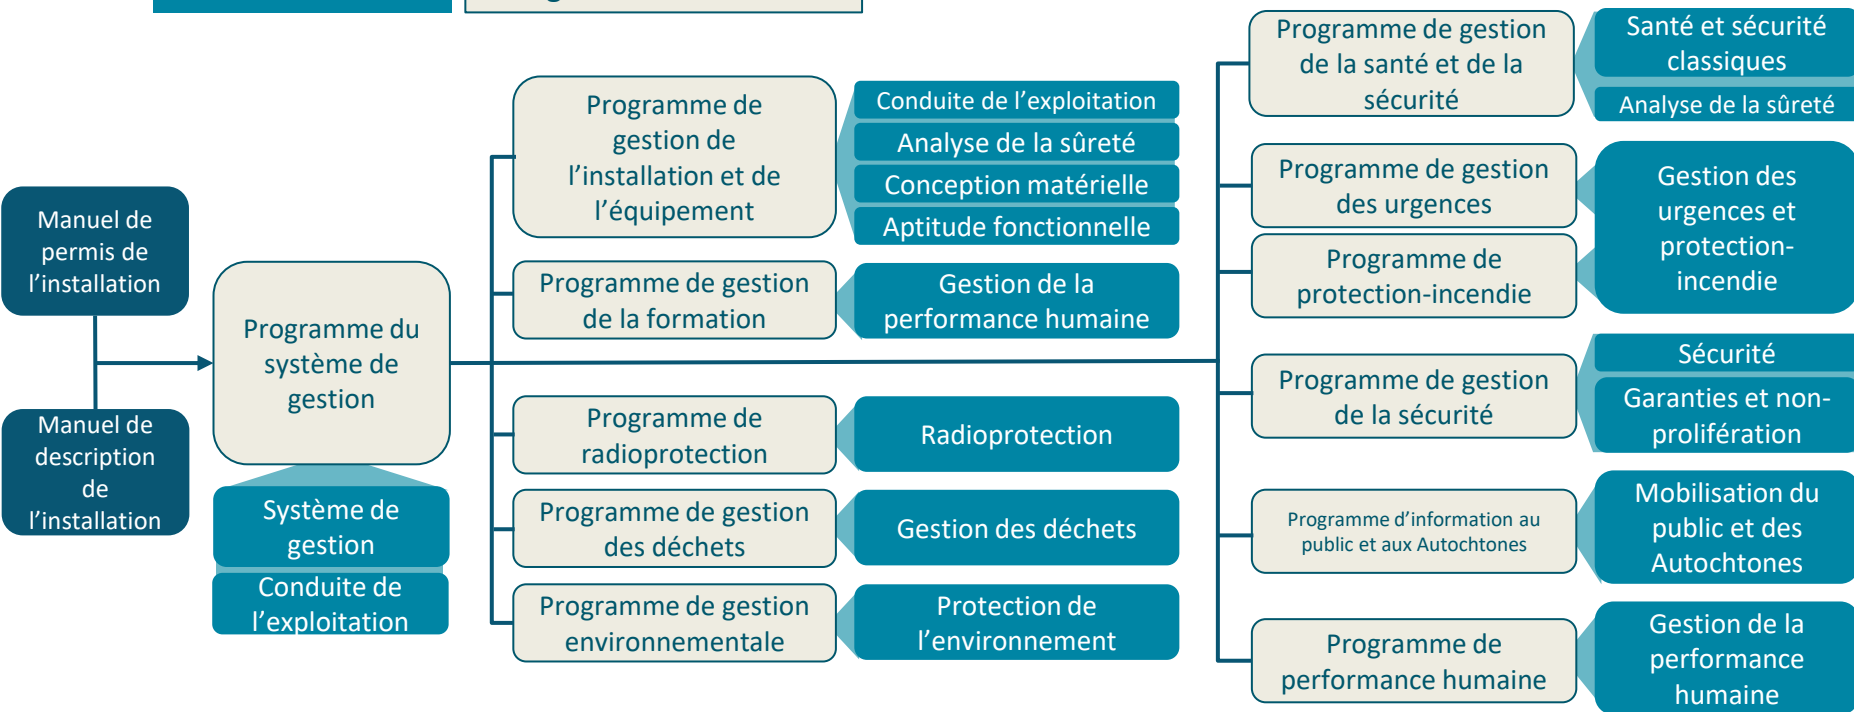 Manuel de
permis de
l'installation
Manuel de
description
de
l'installation
Programme du
système de
gestion
Système de
gestion
Conduite de
l'exploitation
Programme de
gestion de
l'installation et de
l'équipement
Conduite de l'exploitation
Analyse de la sûreté
Conception matérielle
Aptitude fonctionnelle
Programme de gestion
de la formation
Gestion de la
performance humaine
Programme de
radioprotection
Radioprotection
Programme de gestion
des déchets
Gestion des déchets
Programme de gestion
environnementale
Protection de
l'environnement
Programme de gestion
de la santé et de la
sécurité
Santé et sécurité
classiques
Analyse de la sûreté
Programme de gestion
des urgences
Programme de
protection-incendie
Gestion des
urgences et
protection-
incendie
Programme de gestion
de la sécurité
Sécurité
Garanties et non-
prolifération
Programme d'information au
public et aux Autochtones
Mobilisation du
public et des
Autochtones
Programme de
performance humaine
Gestion de la
performance
humaine